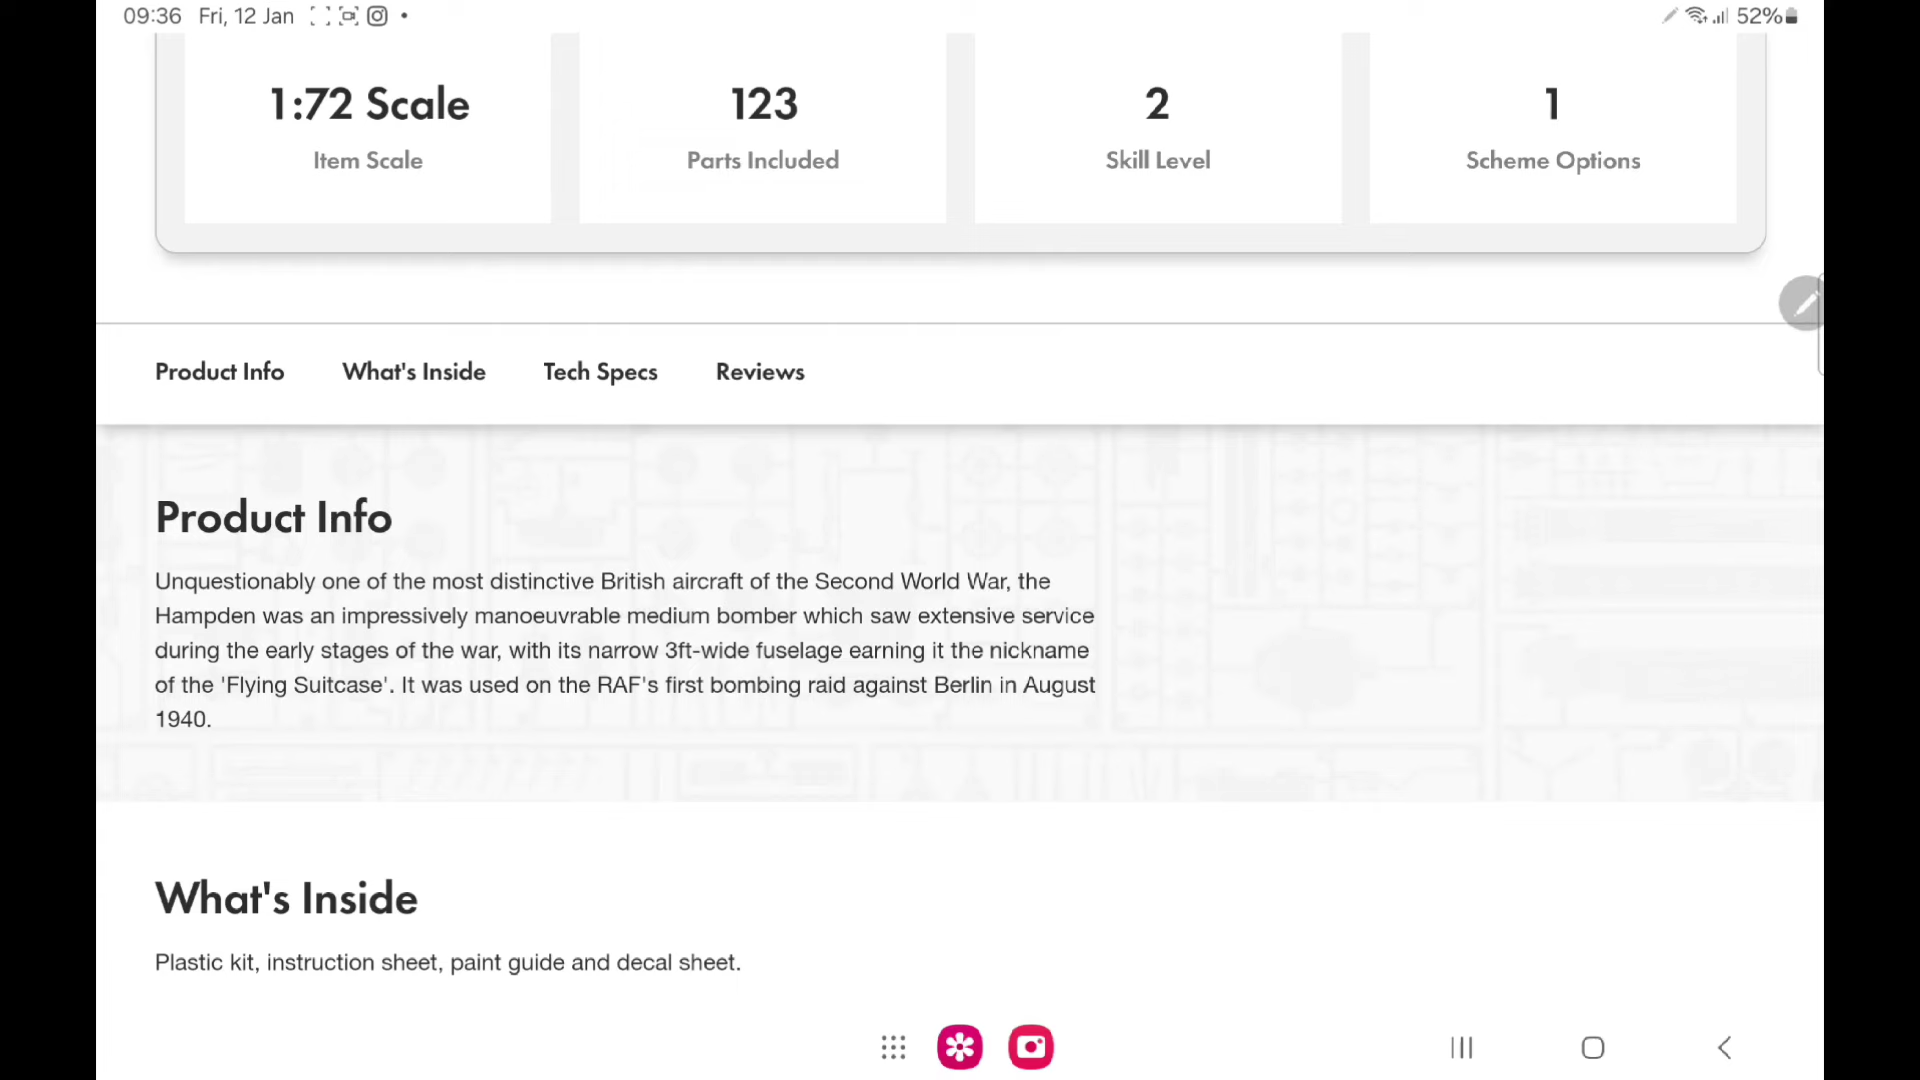 09:36 Fri, 12 Jan
52%
1:72 Scale
Item Scale
123
Parts Included
2
Skill Level
1
Scheme Options
Product Info
What's Inside
Tech Specs
Reviews
Product Info
Unquestionably one of the most distinctive British aircraft of the Second World War, the
Hampden was an impressively manoeuvrable medium bomber which saw extensive service
during the early stages of the war, with its narrow 3ft-wide fuselage earning it the nickname
of the 'Flying Suitcase'. It was used on the RAF's first bombing raid against Berlin in August
1940.
What's Inside
Plastic kit, instruction sheet, paint guide and decal sheet.